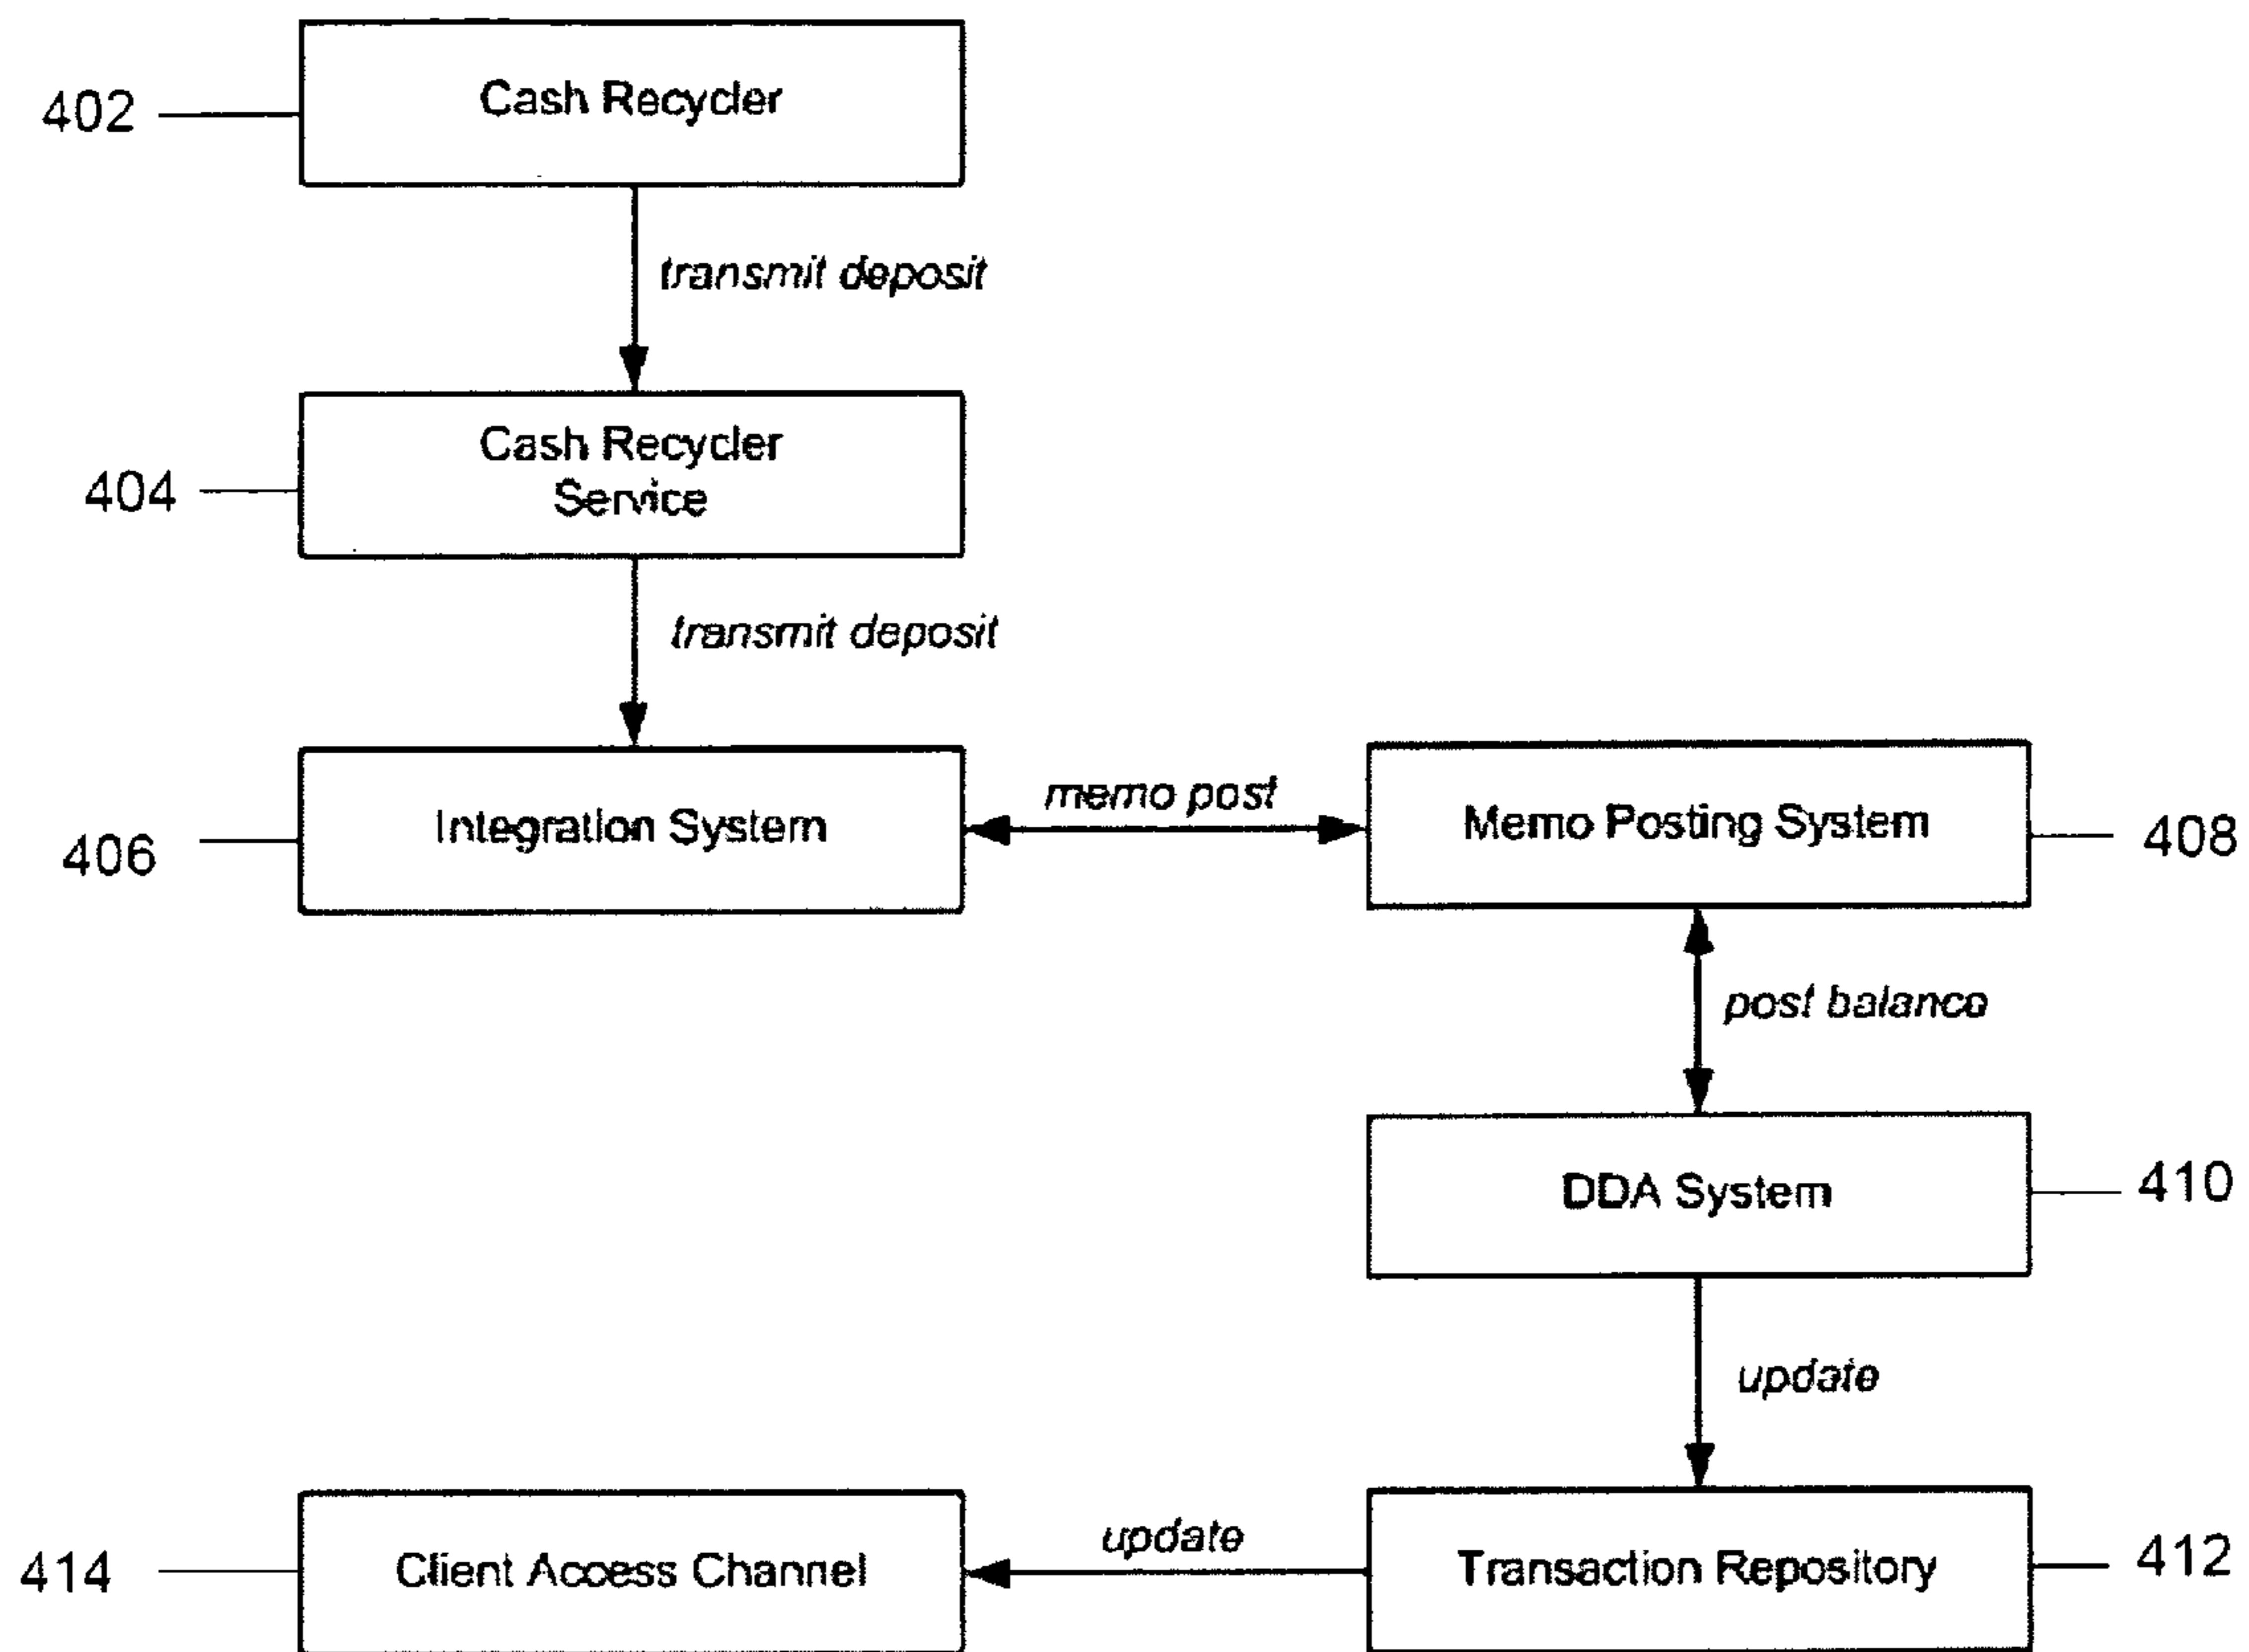 Cash Recycler
402
transmit deposit
Cash Recycler
Service
404
transmit deposit
Integration System
406
memo post
Memo Posting System
408
post balance
DDA System
410
update
Transaction Repository
412
update
Client Access Channel
414